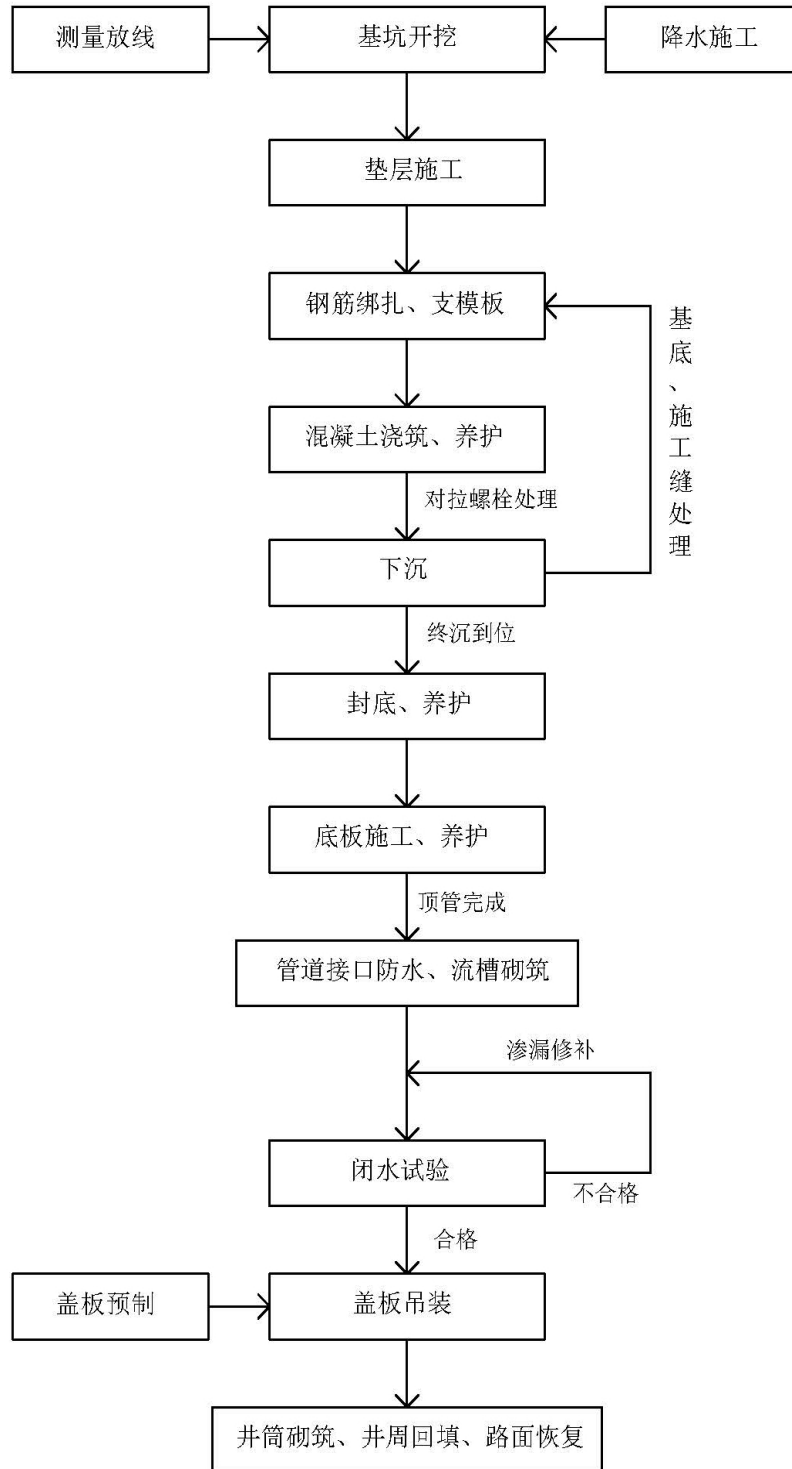 测量放线
基坑开挖
降水施工
垫层施工
钢筋绑扎、支模板
基底、施工缝处理
混凝土浇筑、养护
对拉螺栓处理
下沉
终沉到位
封底、养护
底板施工、养护
顶管完成
管道接口防水、流槽砌筑
渗漏修补
闭水试验
不合格
合格
盖板预制
盖板吊装
井筒砌筑、井周回填、路面恢复